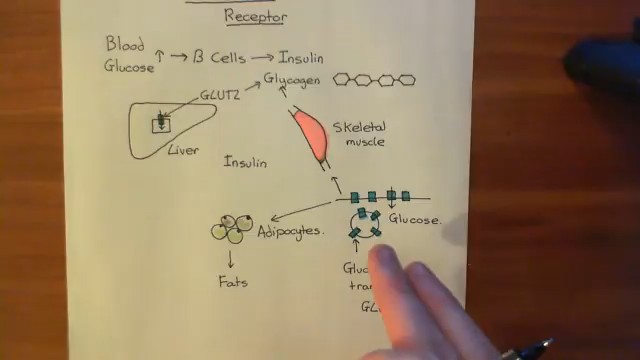 Receptor
Blood
Glucose ↑ → β Cells → Insulin
Glycogen
GLUT2
Liver
Skeletal
muscle
Insulin
Glucose.
Adipocytes.
Fats